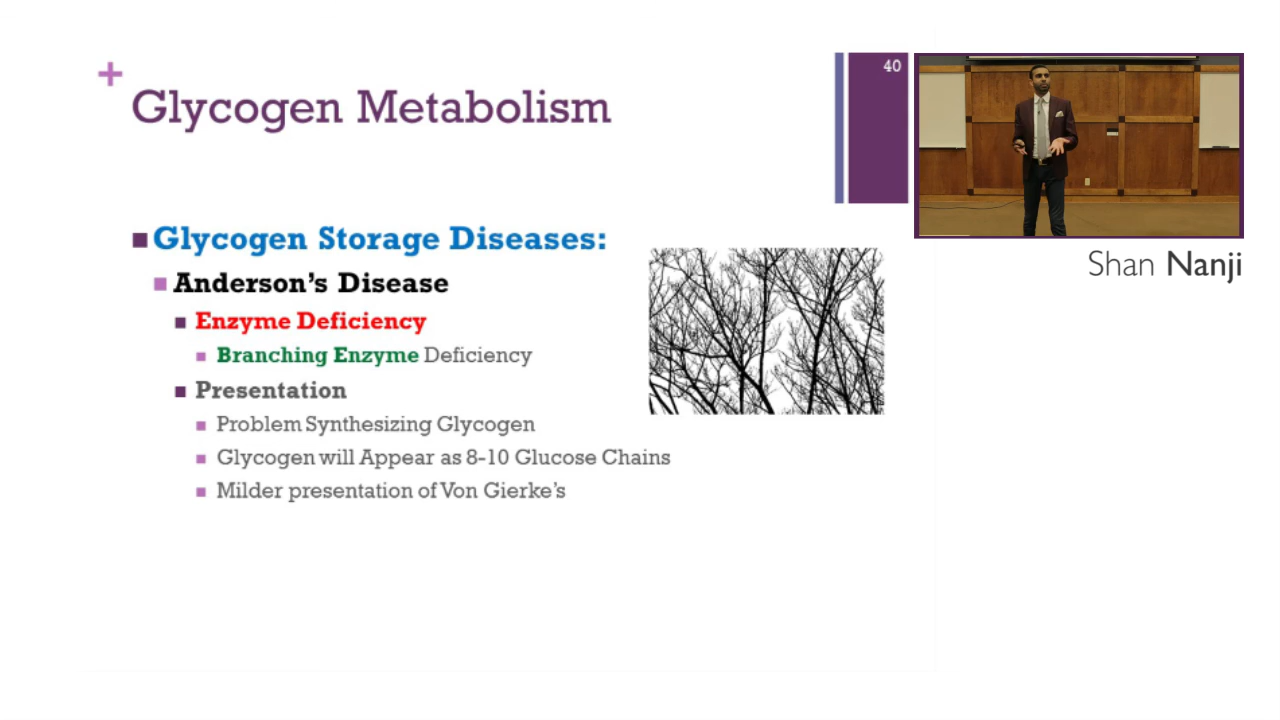 +
Glycogen Metabolism
40
Glycogen Storage Diseases:
Anderson's Disease
Enzyme Deficiency
Branching Enzyme Deficiency
Presentation
Problem Synthesizing Glycogen
Glycogen will Appear as 8-10 Glucose Chains
Milder presentation of Von Gierke's
Shan Nanji